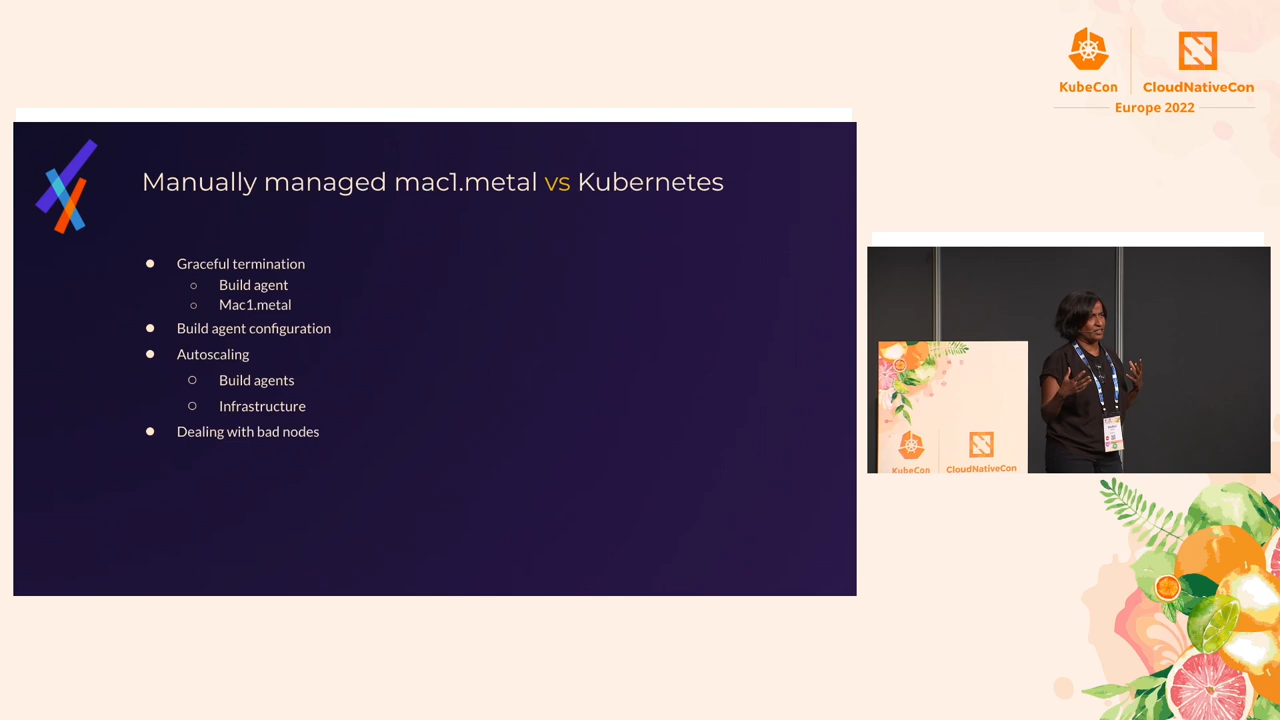 KubeCon
CloudNativeCon
Europe 2022
Manually managed mac1.metal vs Kubernetes
Graceful termination
Build agent
Mac1.metal
Build agent configuration
Autoscaling
Build agents
Infrastructure
Dealing with bad nodes
KubeCon
CloudNativeCon